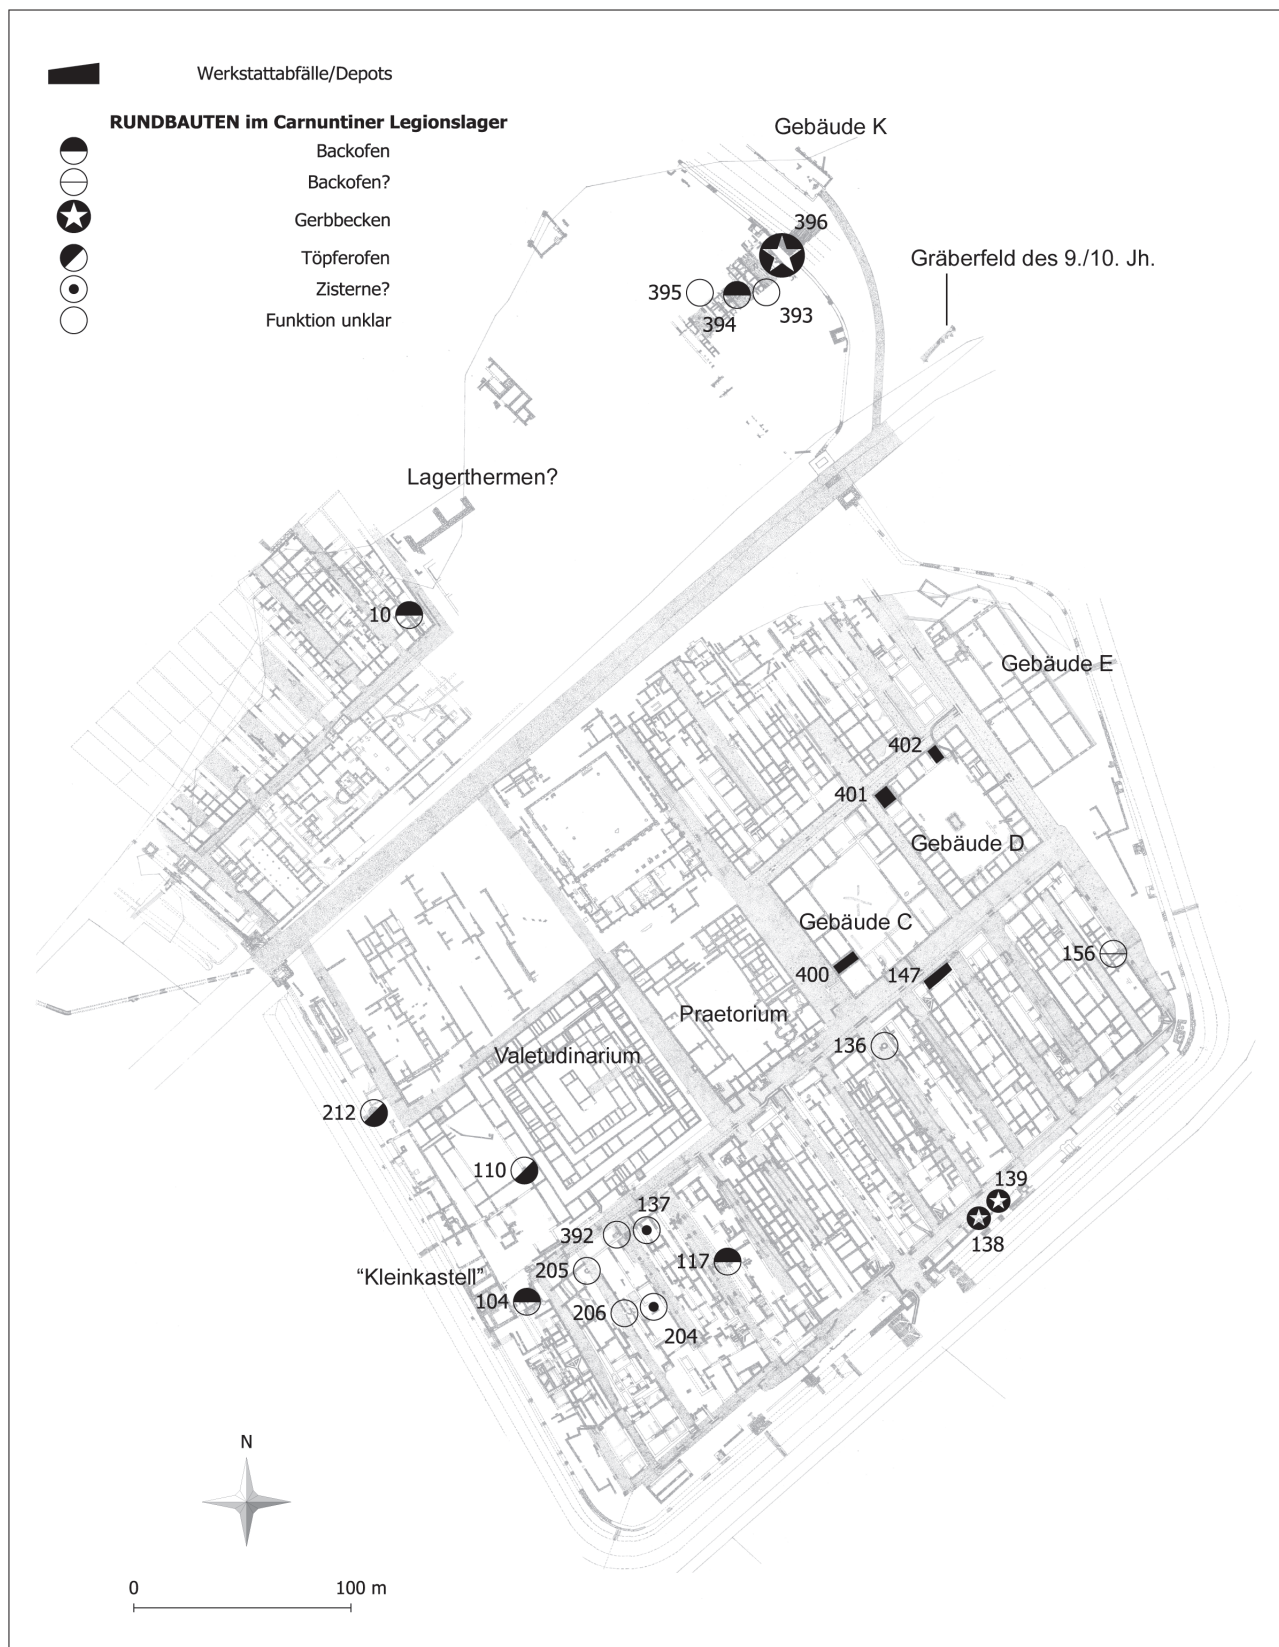 Werkstattabfälle/Depots
RUNDBAUTEN im Carnuntiner Legionslager
Backofen
Backofen?
Gerbbecken
Töpferofen
Zisterne?
Funktion unklar
Gebäude K
396
Gräberfeld des 9./10. Jh.
395
394
393
Lagerthermen?
10
Gebäude E
402
401
Gebäude D
Gebäude C
156
400
147
Praetorium
136
Valetudinarium
212
110
139
137
138
392
117
205
"Kleinkastell"
104
206
204
N
0 100 m